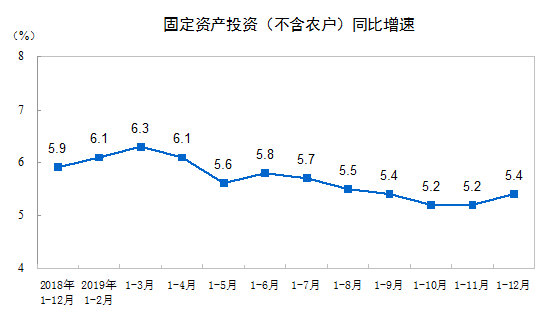 固定资产投资（不含农户）同比增速
（%）
8
7
6
5
4
5.9
6.1
6.3
6.1
5.6
5.8
5.7
5.5
5.4
5.2
5.2
5.4
2018年
1-12月
2019年
1-2月
1-3月
1-4月
1-5月
1-6月
1-7月
1-8月
1-9月
1-10月
1-11月
1-12月